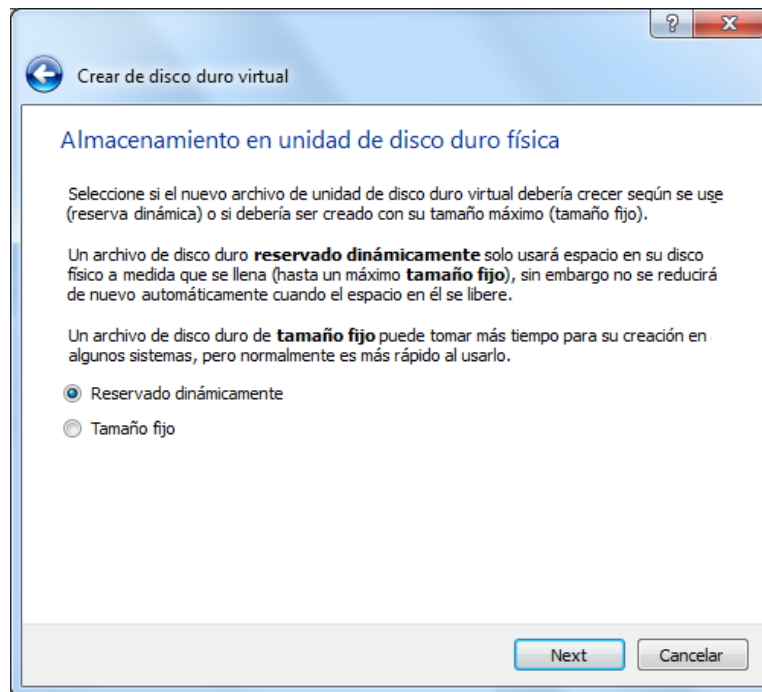 ?
Crear de disco duro virtual
Almacenamiento en unidad de disco duro física
Seleccione si el nuevo archivo de unidad de disco duro virtual debería crecer según se use
(reserva dinámica) o si debería ser creado con su tamaño máximo (tamaño fijo).
Un archivo de disco duro reservado dinámicamente solo usará espacio en su disco
físico a medida que se llena (hasta un máximo tamaño fijo), sin embargo no se reducirá
de nuevo automáticamente cuando el espacio en él se libere.
Un archivo de disco duro de tamaño fijo puede tomar más tiempo para su creación en
algunos sistemas, pero normalmente es más rápido al usarlo.
Reservado dinámicamente
Tamaño fijo
Next
Cancelar